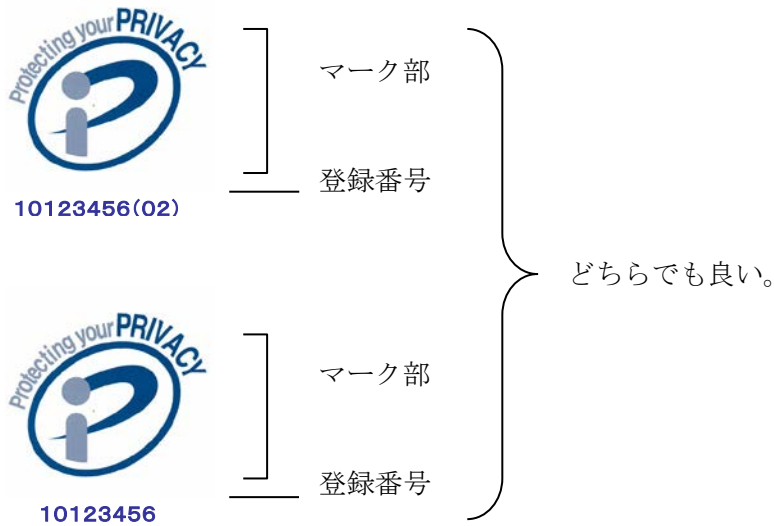 Protecting your PRIVACY
マーク部
登録番号
10123456(02)
どちらでも良い。
Protecting your PRIVACY
マーク部
登録番号
10123456